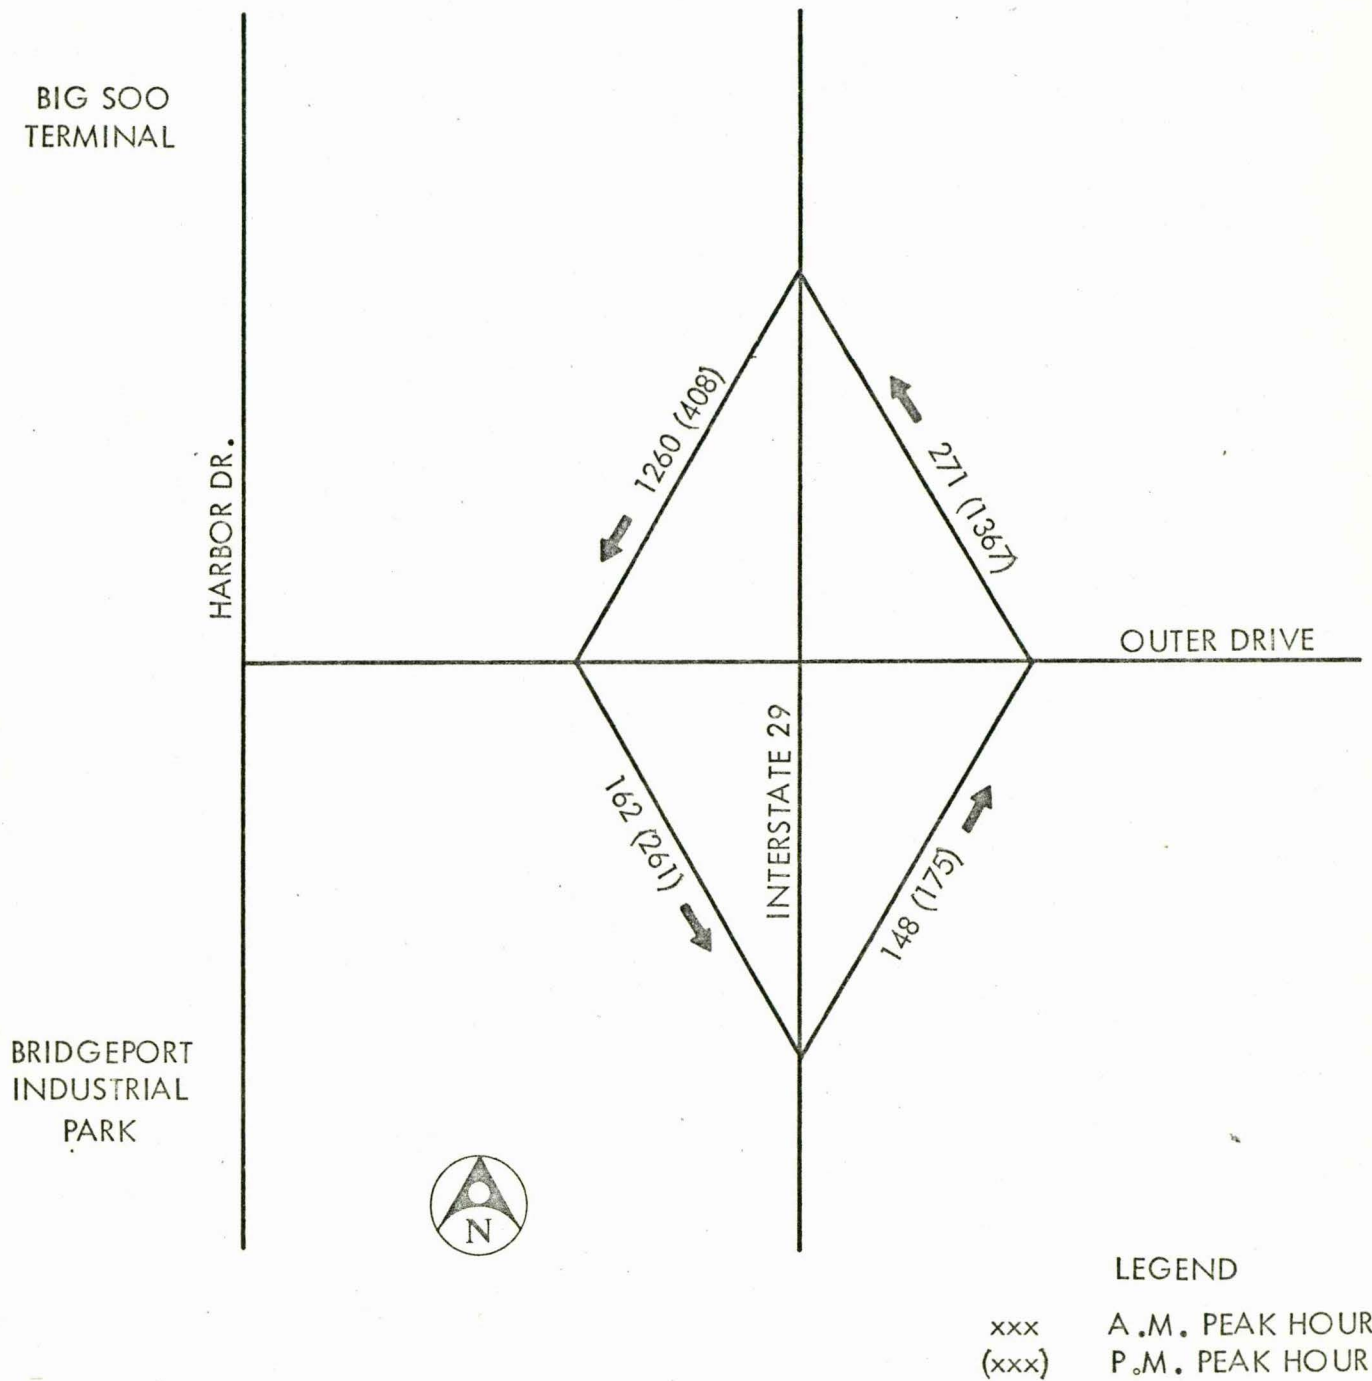 BIG SOO
TERMINAL
HARBOR DR.
1260 (408)
271 (1367)
OUTER DRIVE
INTERSTATE 29
162 (261)
148 (175)
BRIDGEPORT
INDUSTRIAL
PARK
N
LEGEND
xxx A.M. PEAK HOUR
(xxx) P.M. PEAK HOUR